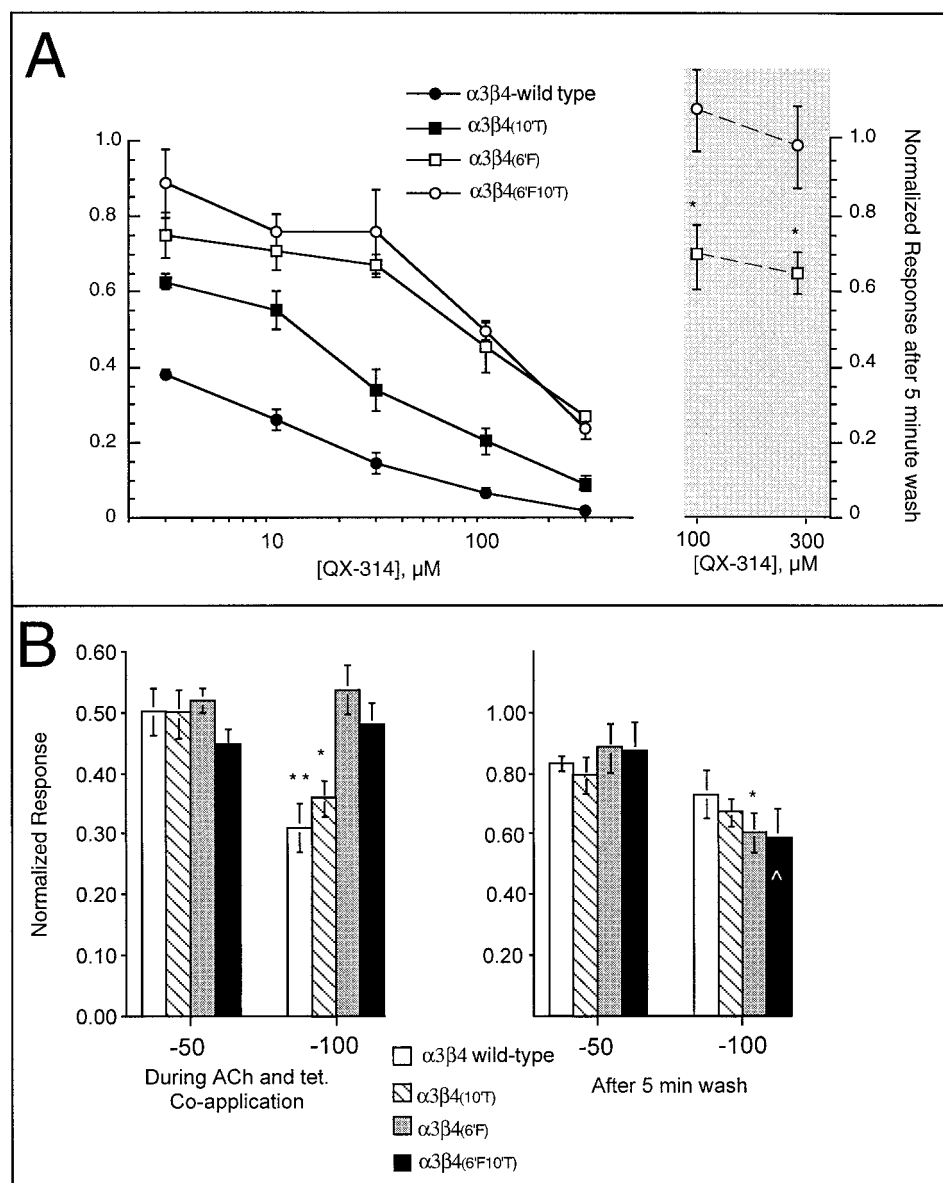 A
α3β4-wild type
α3β4(10'T)
α3β4(6'F)
α3β4(6'F10'T)
1.0
0.8
0.6
0.4
0.2
0
10
100
[QX-314], μM
*
*
1.0
0.8
0.6
0.4
0.2
0
Normalized Response after 5 minute wash
100
300
[QX-314], μM
B
Normalized Response
0.60
0.50
0.40
0.30
0.20
0.10
0.00
* *
*
-50
-100
During ACh and tet.
Co-application
1.00
0.80
0.60
0.40
0.20
*
^
-50
-100
After 5 min wash
α3β4 wild-type
α3β4(10'T)
α3β4(6'F)
α3β4(6'F10'T)